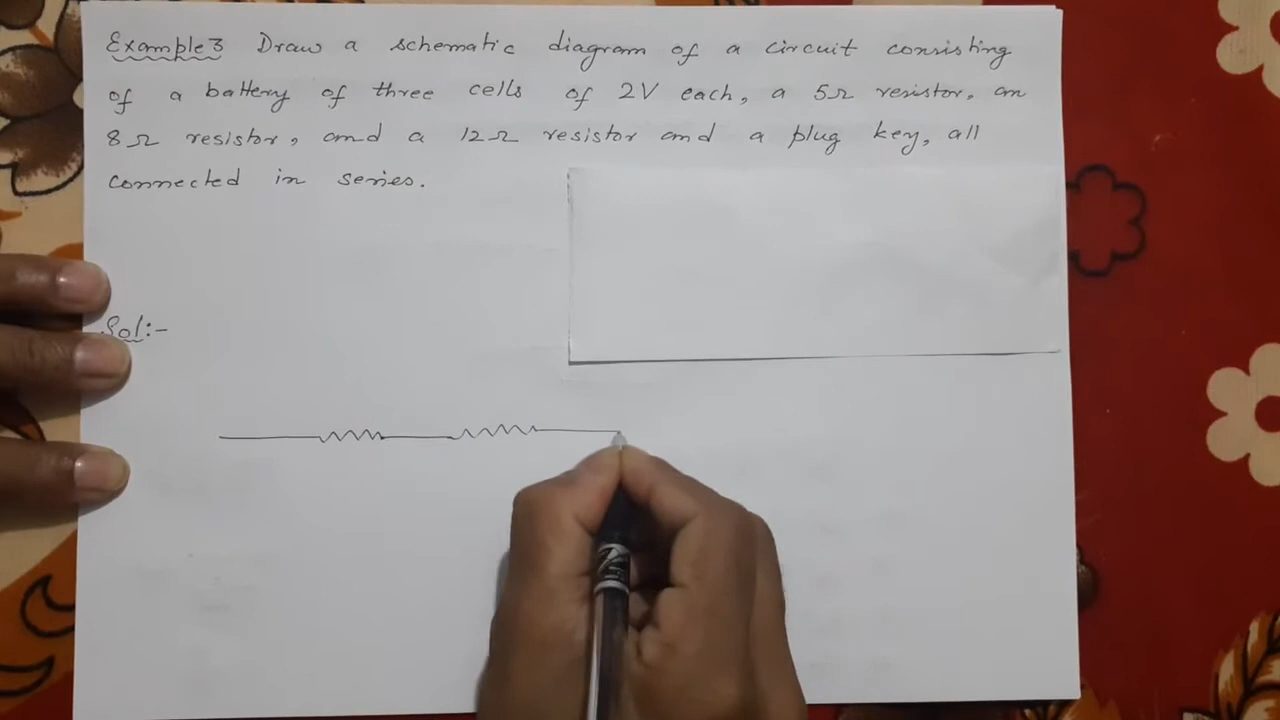 Example 3 Draw a schematic diagram of a circuit consisting
of a battery of three cells of 2V each, a 5Ω resistor, an
8Ω resistor, and a 12Ω resistor and a plug key, all
connected in series.
Sol:-